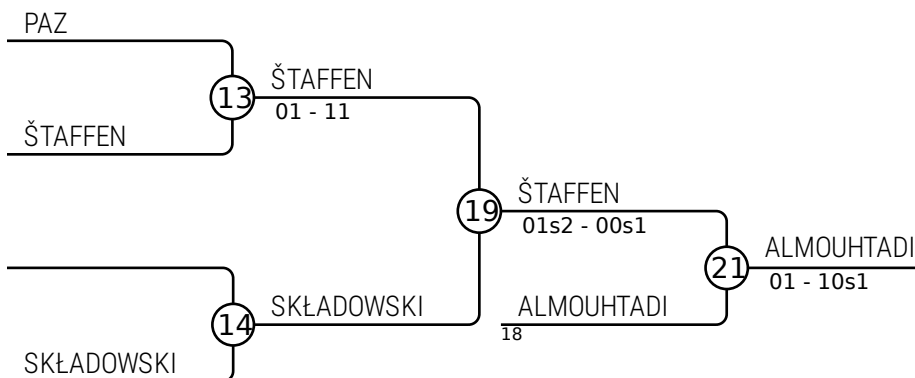 PAZ
13
ŠTAFFEN
01 - 11
ŠTAFFEN
19
ŠTAFFEN
01s2 - 00s1
21
ALMOUHTADI
01 - 10s1
14
SKŁADOWSKI
ALMOUHTADI
18
SKŁADOWSKI